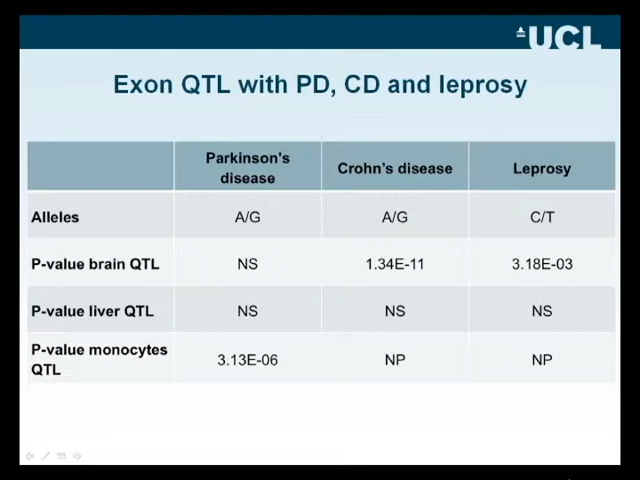 UCL
Exon QTL with PD, CD and leprosy
Parkinson's disease Crohn's disease Leprosy
Alleles A/G A/G C/T
P-value brain QTL NS 1.34E-11 3.18E-03
P-value liver QTL NS NS NS
P-value monocytes QTL 3.13E-06 NP NP